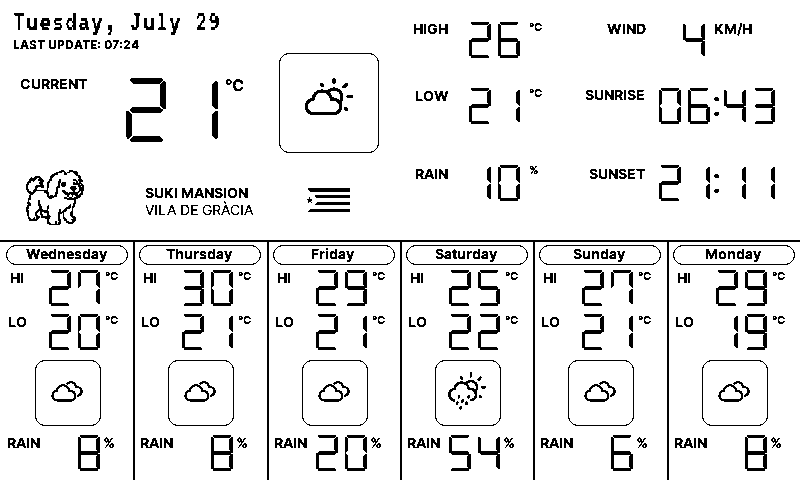 Tuesday, July 29
LAST UPDATE: 07:24
CURRENT 21°C
SUKI MANSION
VILA DE GRÀCIA
HIGH 26°C
LOW 21°C
RAIN 10%
WIND 4 KM/H
SUNRISE 06:43
SUNSET 21:11
Wednesday
HI 27°C
LO 20°C
RAIN 8%
Thursday
HI 30°C
LO 21°C
RAIN 8%
Friday
HI 29°C
LO 21°C
RAIN 20%
Saturday
HI 25°C
LO 22°C
RAIN 54%
Sunday
HI 27°C
LO 21°C
RAIN 6%
Monday
HI 29°C
LO 19°C
RAIN 8%